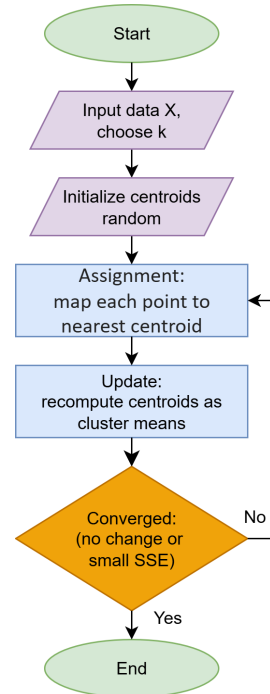 Start
Input data X,
choose k
Initialize centroids
random
Assignment:
map each point to
nearest centroid
Update:
recompute centroids as
cluster means
Converged:
(no change or
small SSE)
No
Yes
End